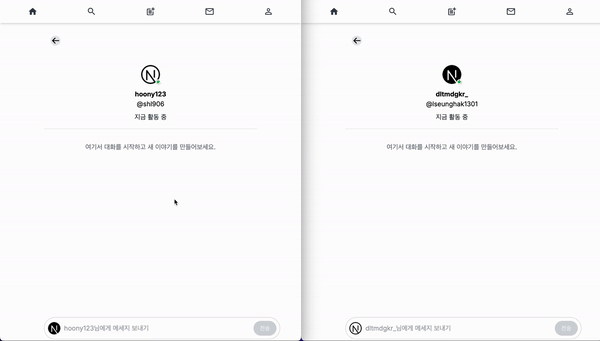 hoony123
@shl906
지금 활동 중
여기서 대화를 시작하고 새 이야기를 만들어보세요.
hoony123님에게 메세지 보내기
전송
dltmdgkr_
@lseunghak1301
지금 활동 중
여기서 대화를 시작하고 새 이야기를 만들어보세요.
dltmdgkr_님에게 메세지 보내기
전송